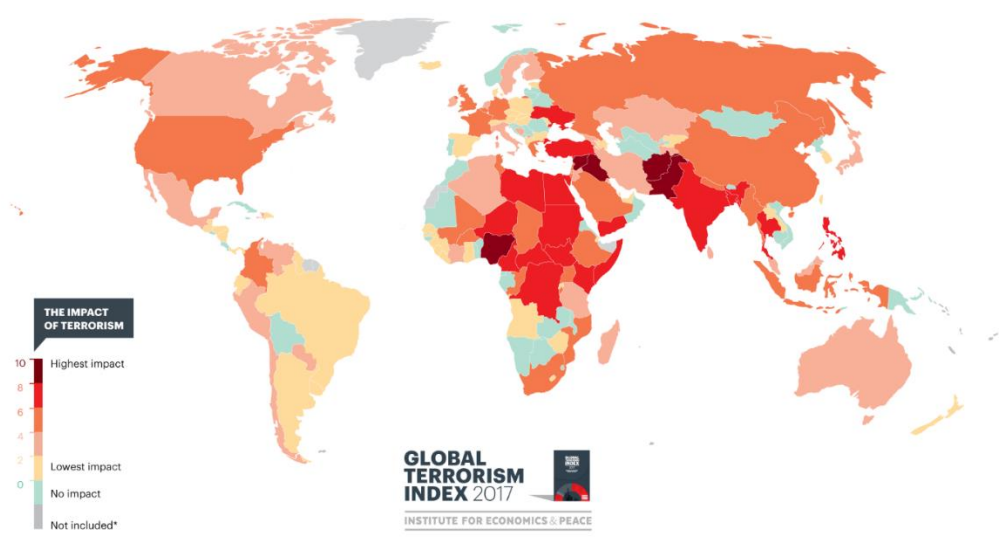 THE IMPACT
OF TERRORISM
10
Highest impact
8
6
4
2
Lowest impact
0
No impact
Not included*
GLOBAL
TERRORISM
INDEX 2017
INSTITUTE FOR ECONOMICS & PEACE